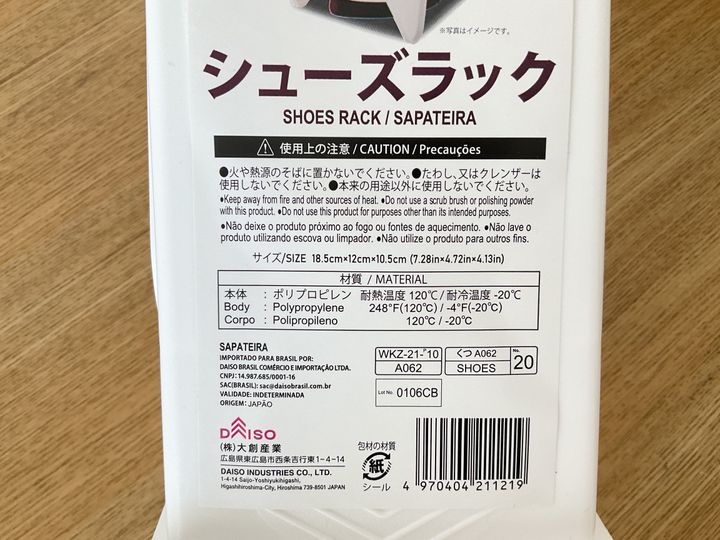 ※写真はイメージです。
シューズラック
SHOES RACK / SAPATEIRA
使用上の注意 / CAUTION / Precauções
●火や熱源のそばに置かないでください。●たわし、又はクレンザーは
使用しないでください。●本来の用途以外に使用しないでください。
●Keep away from fire and other sources of heat. ●Do not use a scrub brush or polishing powder
with this product. ●Do not use this product for purposes other than its intended purposes.
●Não deixe o produto próximo ao fogo ou fontes de aquecimento. ●Não lave o
produto utilizando escova ou limpador. ●Não utilize o produto para outros fins.
サイズ/SIZE 18.5cm×12cm×10.5cm (7.28in×4.72in×4.13in)
材質 / MATERIAL
本体 : ポリプロピレン 耐熱温度 120℃ / 耐冷温度 -20℃
Body : Polypropylene 248°F(120℃) / -4°F(-20℃)
Corpo : Polipropileno 120℃ / -20℃
SAPATEIRA
IMPORTADO PARA BRASIL POR:
DAISO BRASIL COMÉRCIO E IMPORTAÇÃO LTDA.
CNPJ: 14.987.685/0001-16
SAC(BRASIL): sac@daisobrasil.com.br
VALIDADE: INDETERMINADA
ORIGEM: JAPÃO
WKZ-21-"10
A062
くつ A062
SHOES
No. 20
Lot No. 0106CB
DAISO
(株)大創産業
広島県東広島市西条吉行東1-4-14
DAISO INDUSTRIES CO., LTD.
1-4-14 Saijo-Yoshiyukihigashi,
Higashihiroshima-City, Hiroshima 739-8501 JAPAN
包材の材質
紙
シール
4 970404 211219